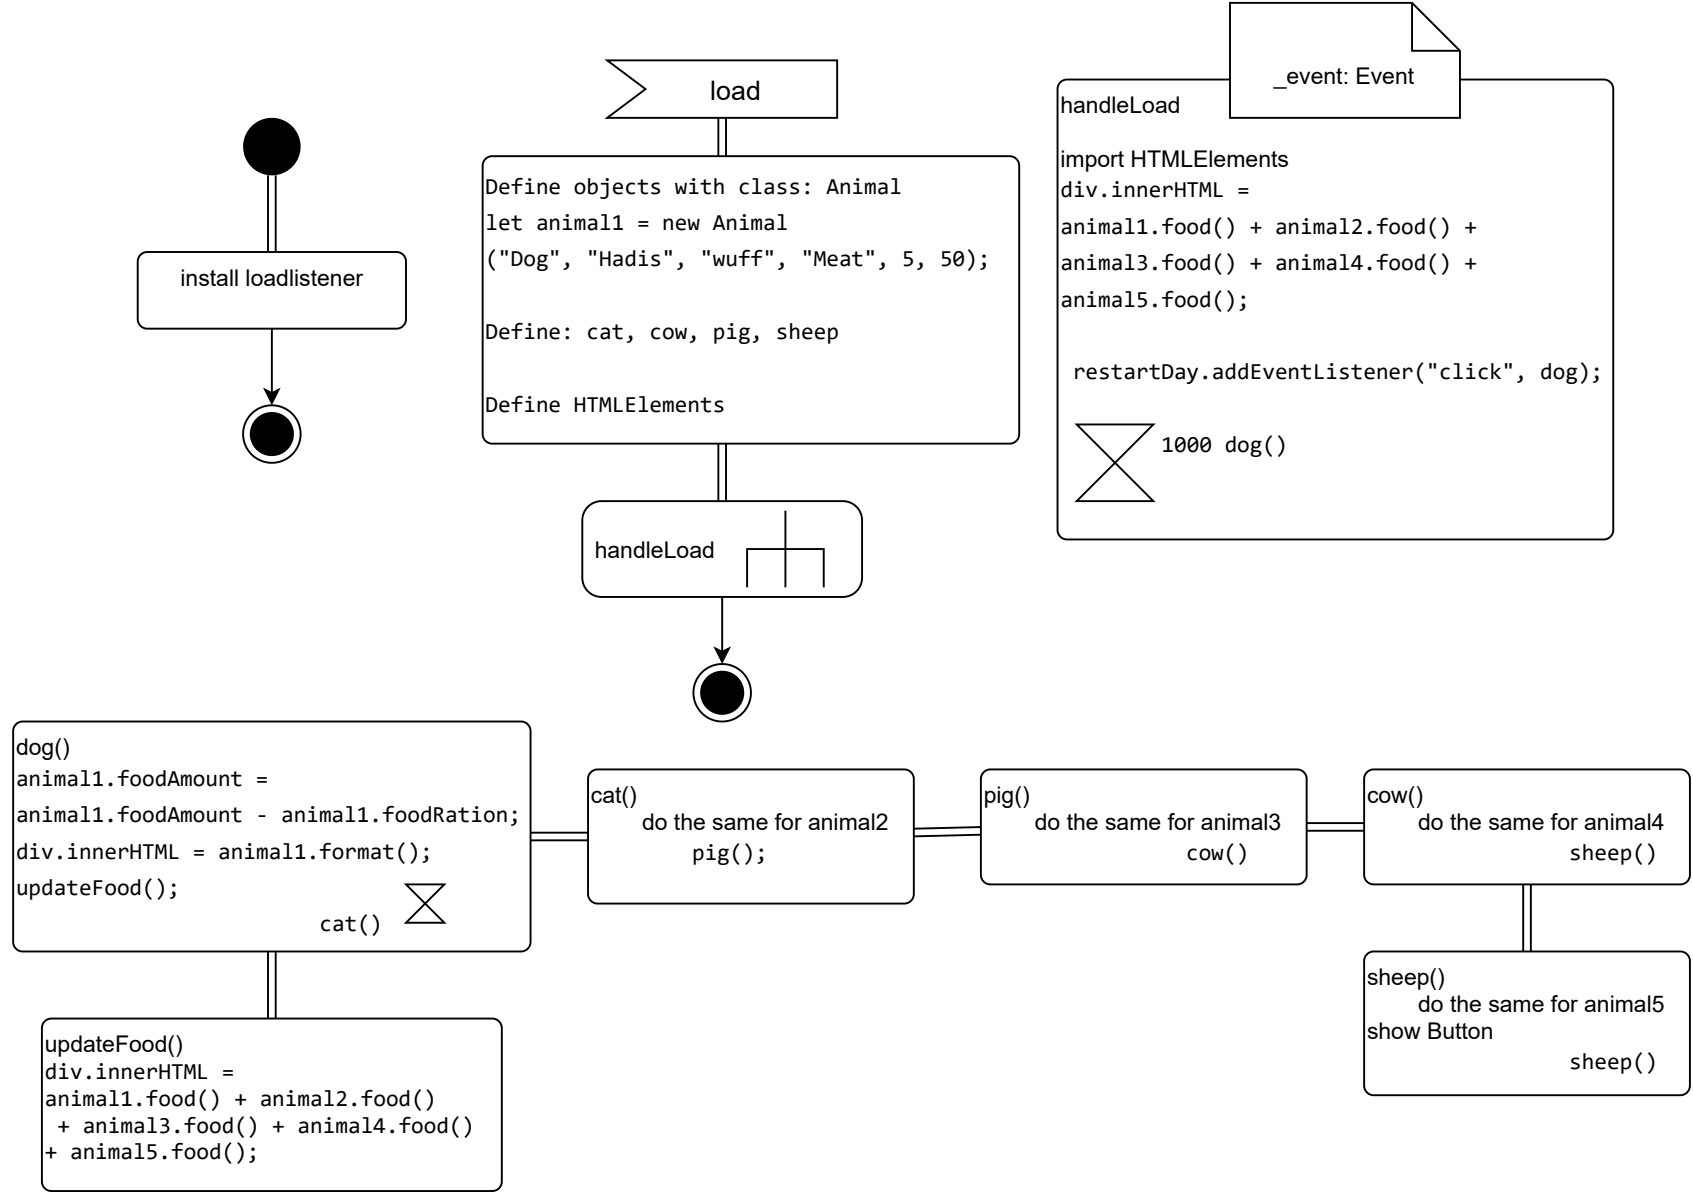 install loadlistener
load
Define objects with class: Animal
let animal1 = new Animal
("Dog", "Hadis", "wuff", "Meat", 5, 50);
Define: cat, cow, pig, sheep
Define HTMLElements
handleLoad
_event: Event
handleLoad
import HTMLElements
div.innerHTML =
animal1.food() + animal2.food() +
animal3.food() + animal4.food() +
animal5.food();
restartDay.addEventListener("click", dog);
1000 dog()
dog()
animal1.foodAmount =
animal1.foodAmount - animal1.foodRation;
div.innerHTML = animal1.format();
updateFood();
cat()
cat()
do the same for animal2
pig();
pig()
do the same for animal3
cow()
cow()
do the same for animal4
sheep()
sheep()
do the same for animal5
show Button
sheep()
updateFood()
div.innerHTML =
animal1.food() + animal2.food()
+ animal3.food() + animal4.food()
+ animal5.food();